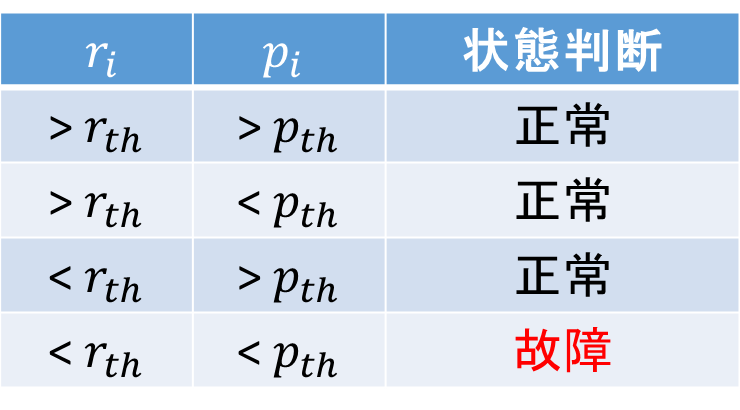 r_i p_i 状態判断
> r_th > p_th 正常
> r_th < p_th 正常
< r_th > p_th 正常
< r_th < p_th 故障